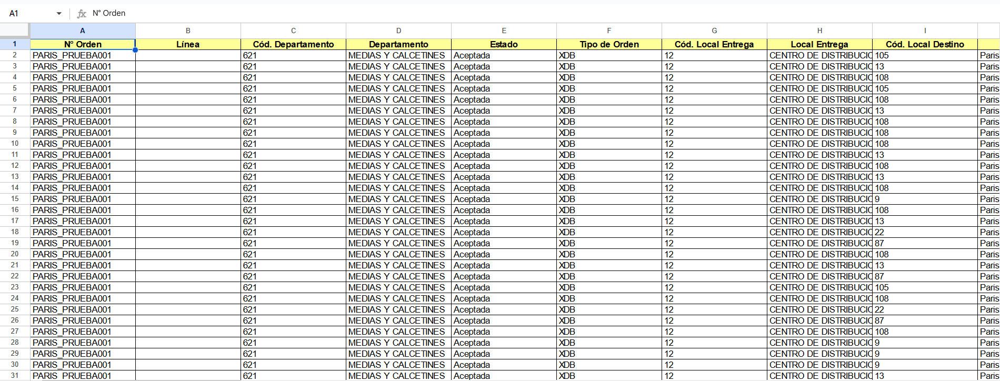 A1 fx N° Orden
A B C D E F G H I
1 N° Orden Línea Cód. Departamento Departamento Estado Tipo de Orden Cód. Local Entrega Local Entrega Cód. Local Destino
2 PARIS_PRUEBA001 621 MEDIAS Y CALCETINES Aceptada XDB 12 CENTRO DE DISTRIBUCIO 105 Paris
3 PARIS_PRUEBA001 621 MEDIAS Y CALCETINES Aceptada XDB 12 CENTRO DE DISTRIBUCIO 13 Paris
4 PARIS_PRUEBA001 621 MEDIAS Y CALCETINES Aceptada XDB 12 CENTRO DE DISTRIBUCIO 108 Paris
5 PARIS_PRUEBA001 621 MEDIAS Y CALCETINES Aceptada XDB 12 CENTRO DE DISTRIBUCIO 105 Paris
6 PARIS_PRUEBA001 621 MEDIAS Y CALCETINES Aceptada XDB 12 CENTRO DE DISTRIBUCIO 108 Paris
7 PARIS_PRUEBA001 621 MEDIAS Y CALCETINES Aceptada XDB 12 CENTRO DE DISTRIBUCIO 13 Paris
8 PARIS_PRUEBA001 621 MEDIAS Y CALCETINES Aceptada XDB 12 CENTRO DE DISTRIBUCIO 108 Paris
9 PARIS_PRUEBA001 621 MEDIAS Y CALCETINES Aceptada XDB 12 CENTRO DE DISTRIBUCIO 108 Paris
10 PARIS_PRUEBA001 621 MEDIAS Y CALCETINES Aceptada XDB 12 CENTRO DE DISTRIBUCIO 108 Paris
11 PARIS_PRUEBA001 621 MEDIAS Y CALCETINES Aceptada XDB 12 CENTRO DE DISTRIBUCIO 13 Paris
12 PARIS_PRUEBA001 621 MEDIAS Y CALCETINES Aceptada XDB 12 CENTRO DE DISTRIBUCIO 108 Paris
13 PARIS_PRUEBA001 621 MEDIAS Y CALCETINES Aceptada XDB 12 CENTRO DE DISTRIBUCIO 13 Paris
14 PARIS_PRUEBA001 621 MEDIAS Y CALCETINES Aceptada XDB 12 CENTRO DE DISTRIBUCIO 108 Paris
15 PARIS_PRUEBA001 621 MEDIAS Y CALCETINES Aceptada XDB 12 CENTRO DE DISTRIBUCIO 9 Paris
16 PARIS_PRUEBA001 621 MEDIAS Y CALCETINES Aceptada XDB 12 CENTRO DE DISTRIBUCIO 108 Paris
17 PARIS_PRUEBA001 621 MEDIAS Y CALCETINES Aceptada XDB 12 CENTRO DE DISTRIBUCIO 13 Paris
18 PARIS_PRUEBA001 621 MEDIAS Y CALCETINES Aceptada XDB 12 CENTRO DE DISTRIBUCIO 22 Paris
19 PARIS_PRUEBA001 621 MEDIAS Y CALCETINES Aceptada XDB 12 CENTRO DE DISTRIBUCIO 87 Paris
20 PARIS_PRUEBA001 621 MEDIAS Y CALCETINES Aceptada XDB 12 CENTRO DE DISTRIBUCIO 108 Paris
21 PARIS_PRUEBA001 621 MEDIAS Y CALCETINES Aceptada XDB 12 CENTRO DE DISTRIBUCIO 13 Paris
22 PARIS_PRUEBA001 621 MEDIAS Y CALCETINES Aceptada XDB 12 CENTRO DE DISTRIBUCIO 87 Paris
23 PARIS_PRUEBA001 621 MEDIAS Y CALCETINES Aceptada XDB 12 CENTRO DE DISTRIBUCIO 105 Paris
24 PARIS_PRUEBA001 621 MEDIAS Y CALCETINES Aceptada XDB 12 CENTRO DE DISTRIBUCIO 108 Paris
25 PARIS_PRUEBA001 621 MEDIAS Y CALCETINES Aceptada XDB 12 CENTRO DE DISTRIBUCIO 22 Paris
26 PARIS_PRUEBA001 621 MEDIAS Y CALCETINES Aceptada XDB 12 CENTRO DE DISTRIBUCIO 87 Paris
27 PARIS_PRUEBA001 621 MEDIAS Y CALCETINES Aceptada XDB 12 CENTRO DE DISTRIBUCIO 108 Paris
28 PARIS_PRUEBA001 621 MEDIAS Y CALCETINES Aceptada XDB 12 CENTRO DE DISTRIBUCIO 9 Paris
29 PARIS_PRUEBA001 621 MEDIAS Y CALCETINES Aceptada XDB 12 CENTRO DE DISTRIBUCIO 9 Paris
30 PARIS_PRUEBA001 621 MEDIAS Y CALCETINES Aceptada XDB 12 CENTRO DE DISTRIBUCIO 9 Paris
31 PARIS_PRUEBA001 621 MEDIAS Y CALCETINES Aceptada XDB 12 CENTRO DE DISTRIBUCIO 13 Paris